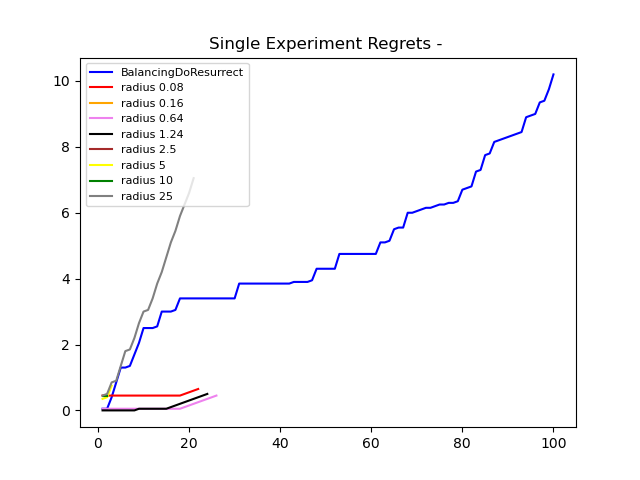 Single Experiment Regrets -
BalancingDoResurrect
radius 0.08
radius 0.16
radius 0.64
radius 1.24
radius 2.5
radius 5
radius 10
radius 25
10
8
6
4
2
0
0 20 40 60 80 100